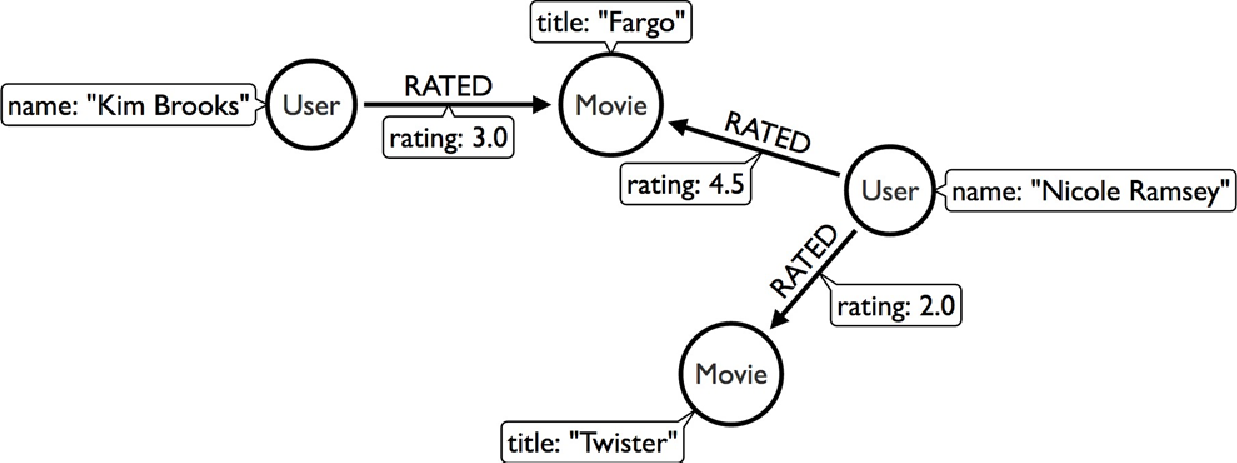 title: "Fargo"
name: "Kim Brooks"
User
RATED
rating: 3.0
Movie
RATED
rating: 4.5
User
name: "Nicole Ramsey"
RATED
rating: 2.0
Movie
title: "Twister"